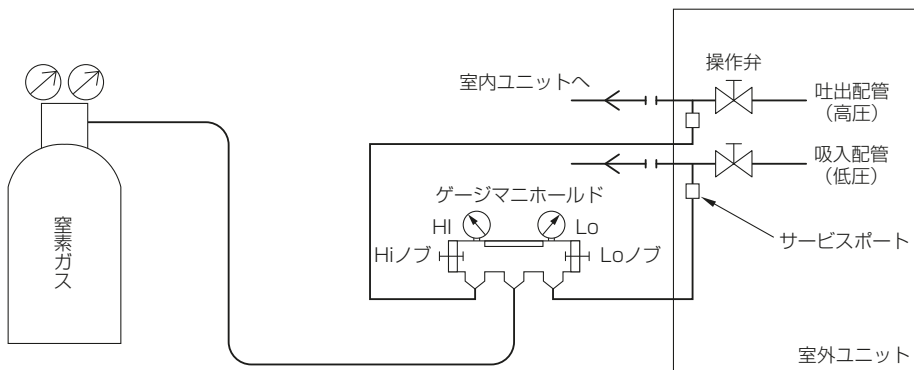 操作弁
室内ユニットへ
吐出配管
（高圧）
吸入配管
（低圧）
ゲージマニホールド
HI
Lo
Hiノブ
Loノブ
サービスポート
窒素ガス
室外ユニット